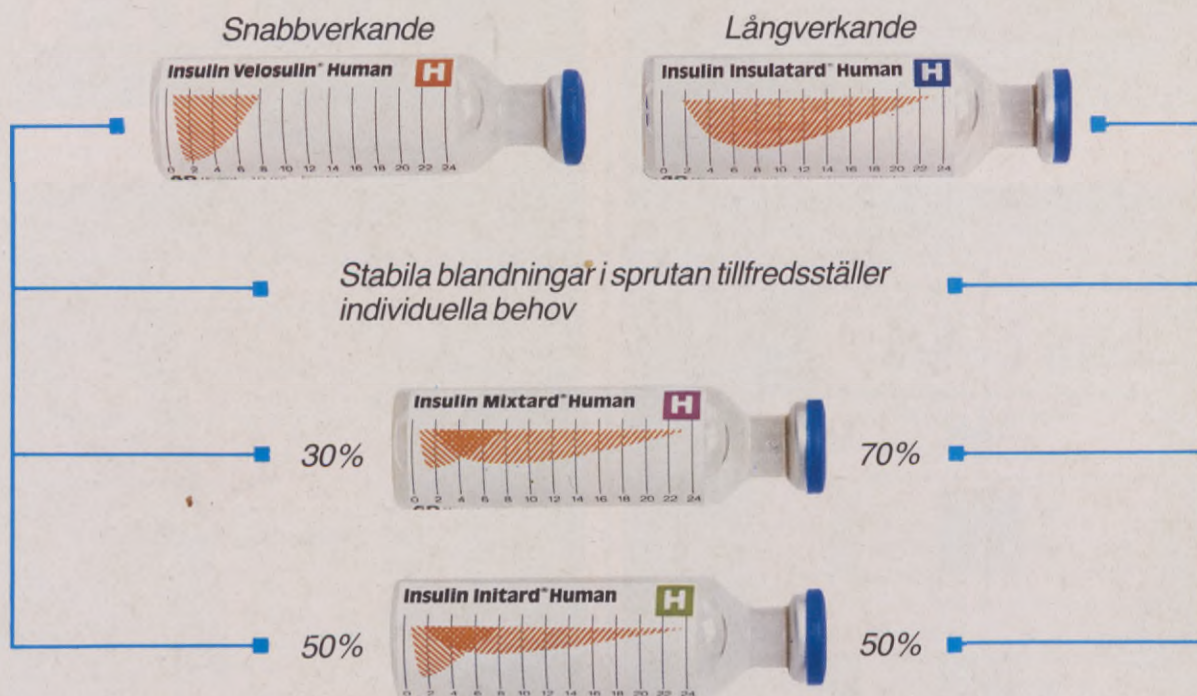 Snabbverkande
Långverkande
Insulin Velosulin® Human H
Insulin Insulatard® Human H
0 2 4 6 8 10 12 14 16 18 20 22 24
0 2 4 6 8 10 12 14 16 18 20 22 24
Stabila blandningar i sprutan tillfredsställer
individuella behov
Insulin Mixtard® Human H
30%
70%
0 2 4 6 8 10 12 14 16 18 20 22 24
Insulin Initard® Human H
50%
50%
0 2 4 6 8 10 12 14 16 18 20 22 24